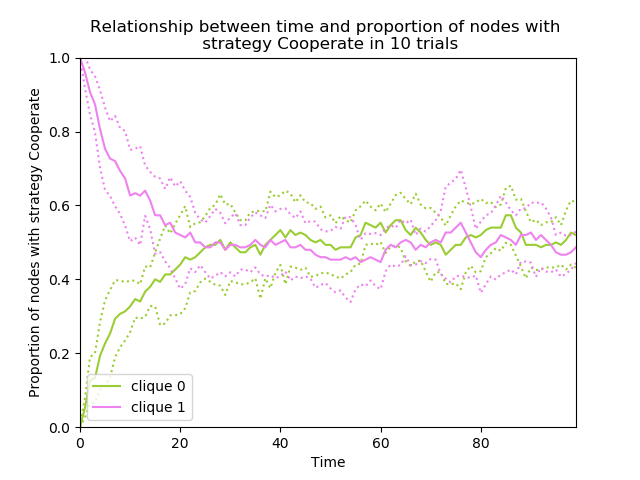 Relationship between time and proportion of nodes with
strategy Cooperate in 10 trials
Proportion of nodes with strategy Cooperate
1.0
0.8
0.6
0.4
0.2
0.0
clique 0
clique 1
0
20
40
60
80
Time